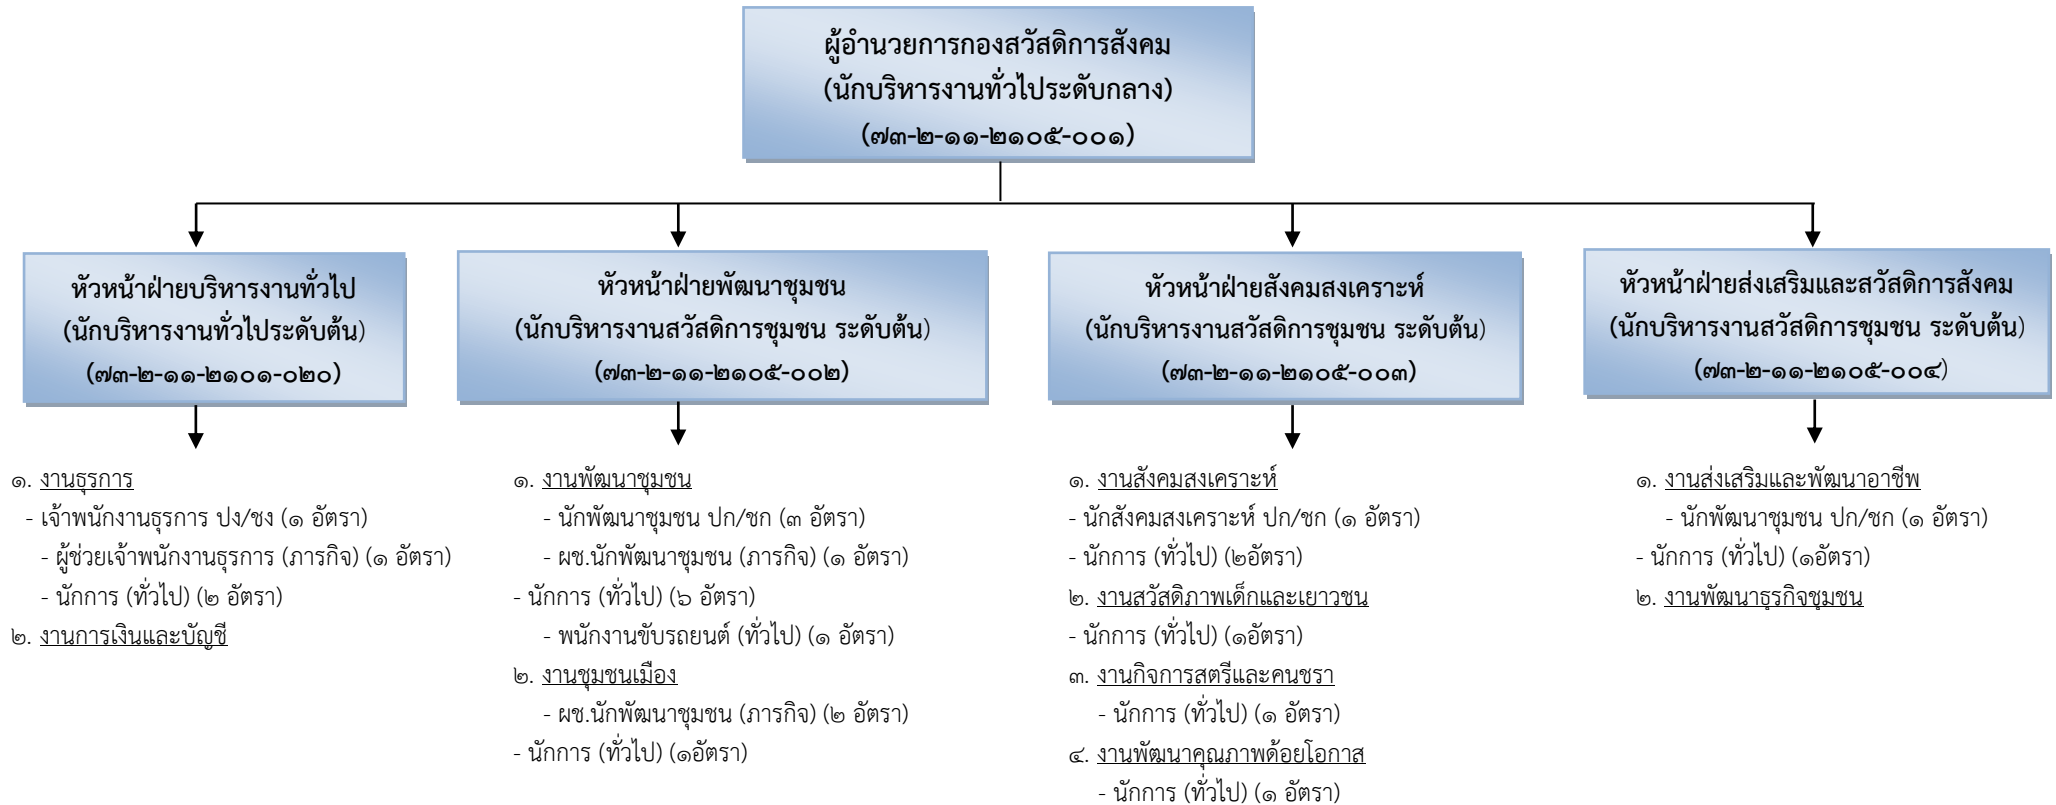 ผู้อำนวยการกองสวัสดิการสังคม
(นักบริหารงานทั่วไประดับกลาง)
(๗๓-๒-๑๑-๒๑๐๕-๐๐๑)
หัวหน้าฝ่ายบริหารงานทั่วไป
(นักบริหารงานทั่วไประดับต้น)
(๗๓-๒-๑๑-๒๑๐๑-๐๒๐)
๑. งานธุรการ
- เจ้าพนักงานธุรการ ปง/ชง (๑ อัตรา)
- ผู้ช่วยเจ้าพนักงานธุรการ (ภารกิจ) (๑ อัตรา)
- นักการ (ทั่วไป) (๒ อัตรา)
๒. งานการเงินและบัญชี
หัวหน้าฝ่ายพัฒนาชุมชน
(นักบริหารงานสวัสดิการชุมชน ระดับต้น)
(๗๓-๒-๑๑-๒๑๐๕-๐๐๒)
๑. งานพัฒนาชุมชน
- นักพัฒนาชุมชน ปก/ชก (๓ อัตรา)
- ผช.นักพัฒนาชุมชน (ภารกิจ) (๑ อัตรา)
- นักการ (ทั่วไป) (๖ อัตรา)
- พนักงานขับรถยนต์ (ทั่วไป) (๑ อัตรา)
๒. งานชุมชนเมือง
- ผช.นักพัฒนาชุมชน (ภารกิจ) (๒ อัตรา)
- นักการ (ทั่วไป) (๑อัตรา)
หัวหน้าฝ่ายสังคมสงเคราะห์
(นักบริหารงานสวัสดิการชุมชน ระดับต้น)
(๗๓-๒-๑๑-๒๑๐๕-๐๐๓)
๑. งานสังคมสงเคราะห์
- นักสังคมสงเคราะห์ ปก/ชก (๑ อัตรา)
- นักการ (ทั่วไป) (๒อัตรา)
๒. งานสวัสดิภาพเด็กและเยาวชน
- นักการ (ทั่วไป) (๑อัตรา)
๓. งานกิจการสตรีและคนชรา
- นักการ (ทั่วไป) (๑ อัตรา)
๔. งานพัฒนาคุณภาพด้อยโอกาส
- นักการ (ทั่วไป) (๑ อัตรา)
หัวหน้าฝ่ายส่งเสริมและสวัสดิการสังคม
(นักบริหารงานสวัสดิการชุมชน ระดับต้น)
(๗๓-๒-๑๑-๒๑๐๕-๐๐๔)
๑. งานส่งเสริมและพัฒนาอาชีพ
- นักพัฒนาชุมชน ปก/ชก (๑ อัตรา)
- นักการ (ทั่วไป) (๑อัตรา)
๒. งานพัฒนาธุรกิจชุมชน